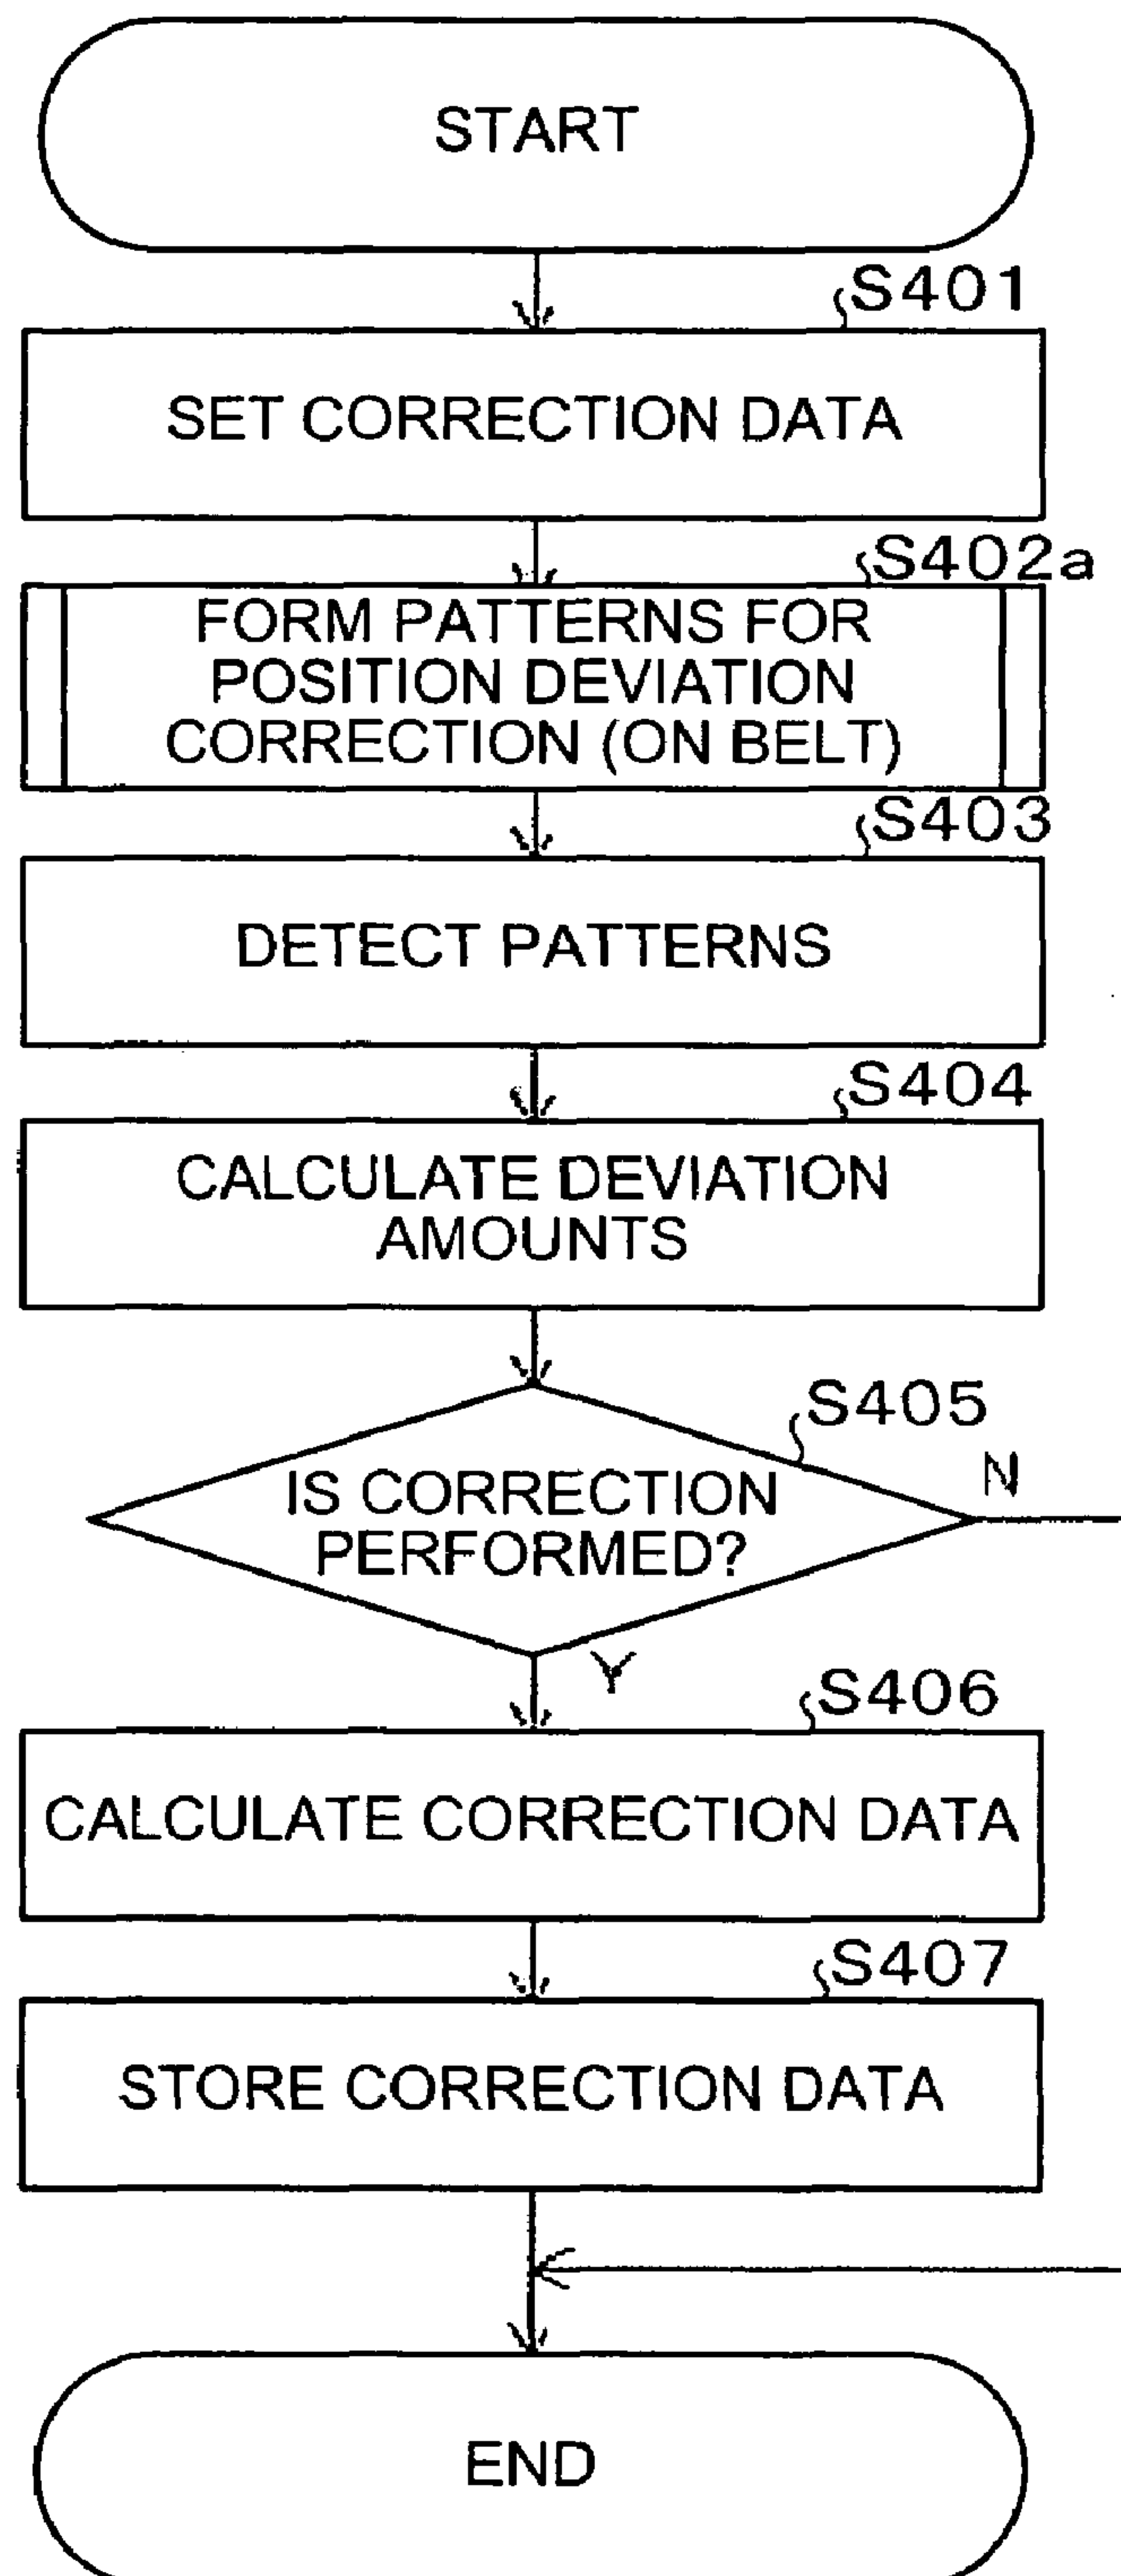 START
S401
SET CORRECTION DATA
S402a
FORM PATTERNS FOR
POSITION DEVIATION
CORRECTION (ON BELT)
S403
DETECT PATTERNS
S404
CALCULATE DEVIATION
AMOUNTS
S405
N
IS CORRECTION
PERFORMED?
Y
S406
CALCULATE CORRECTION DATA
S407
STORE CORRECTION DATA
END